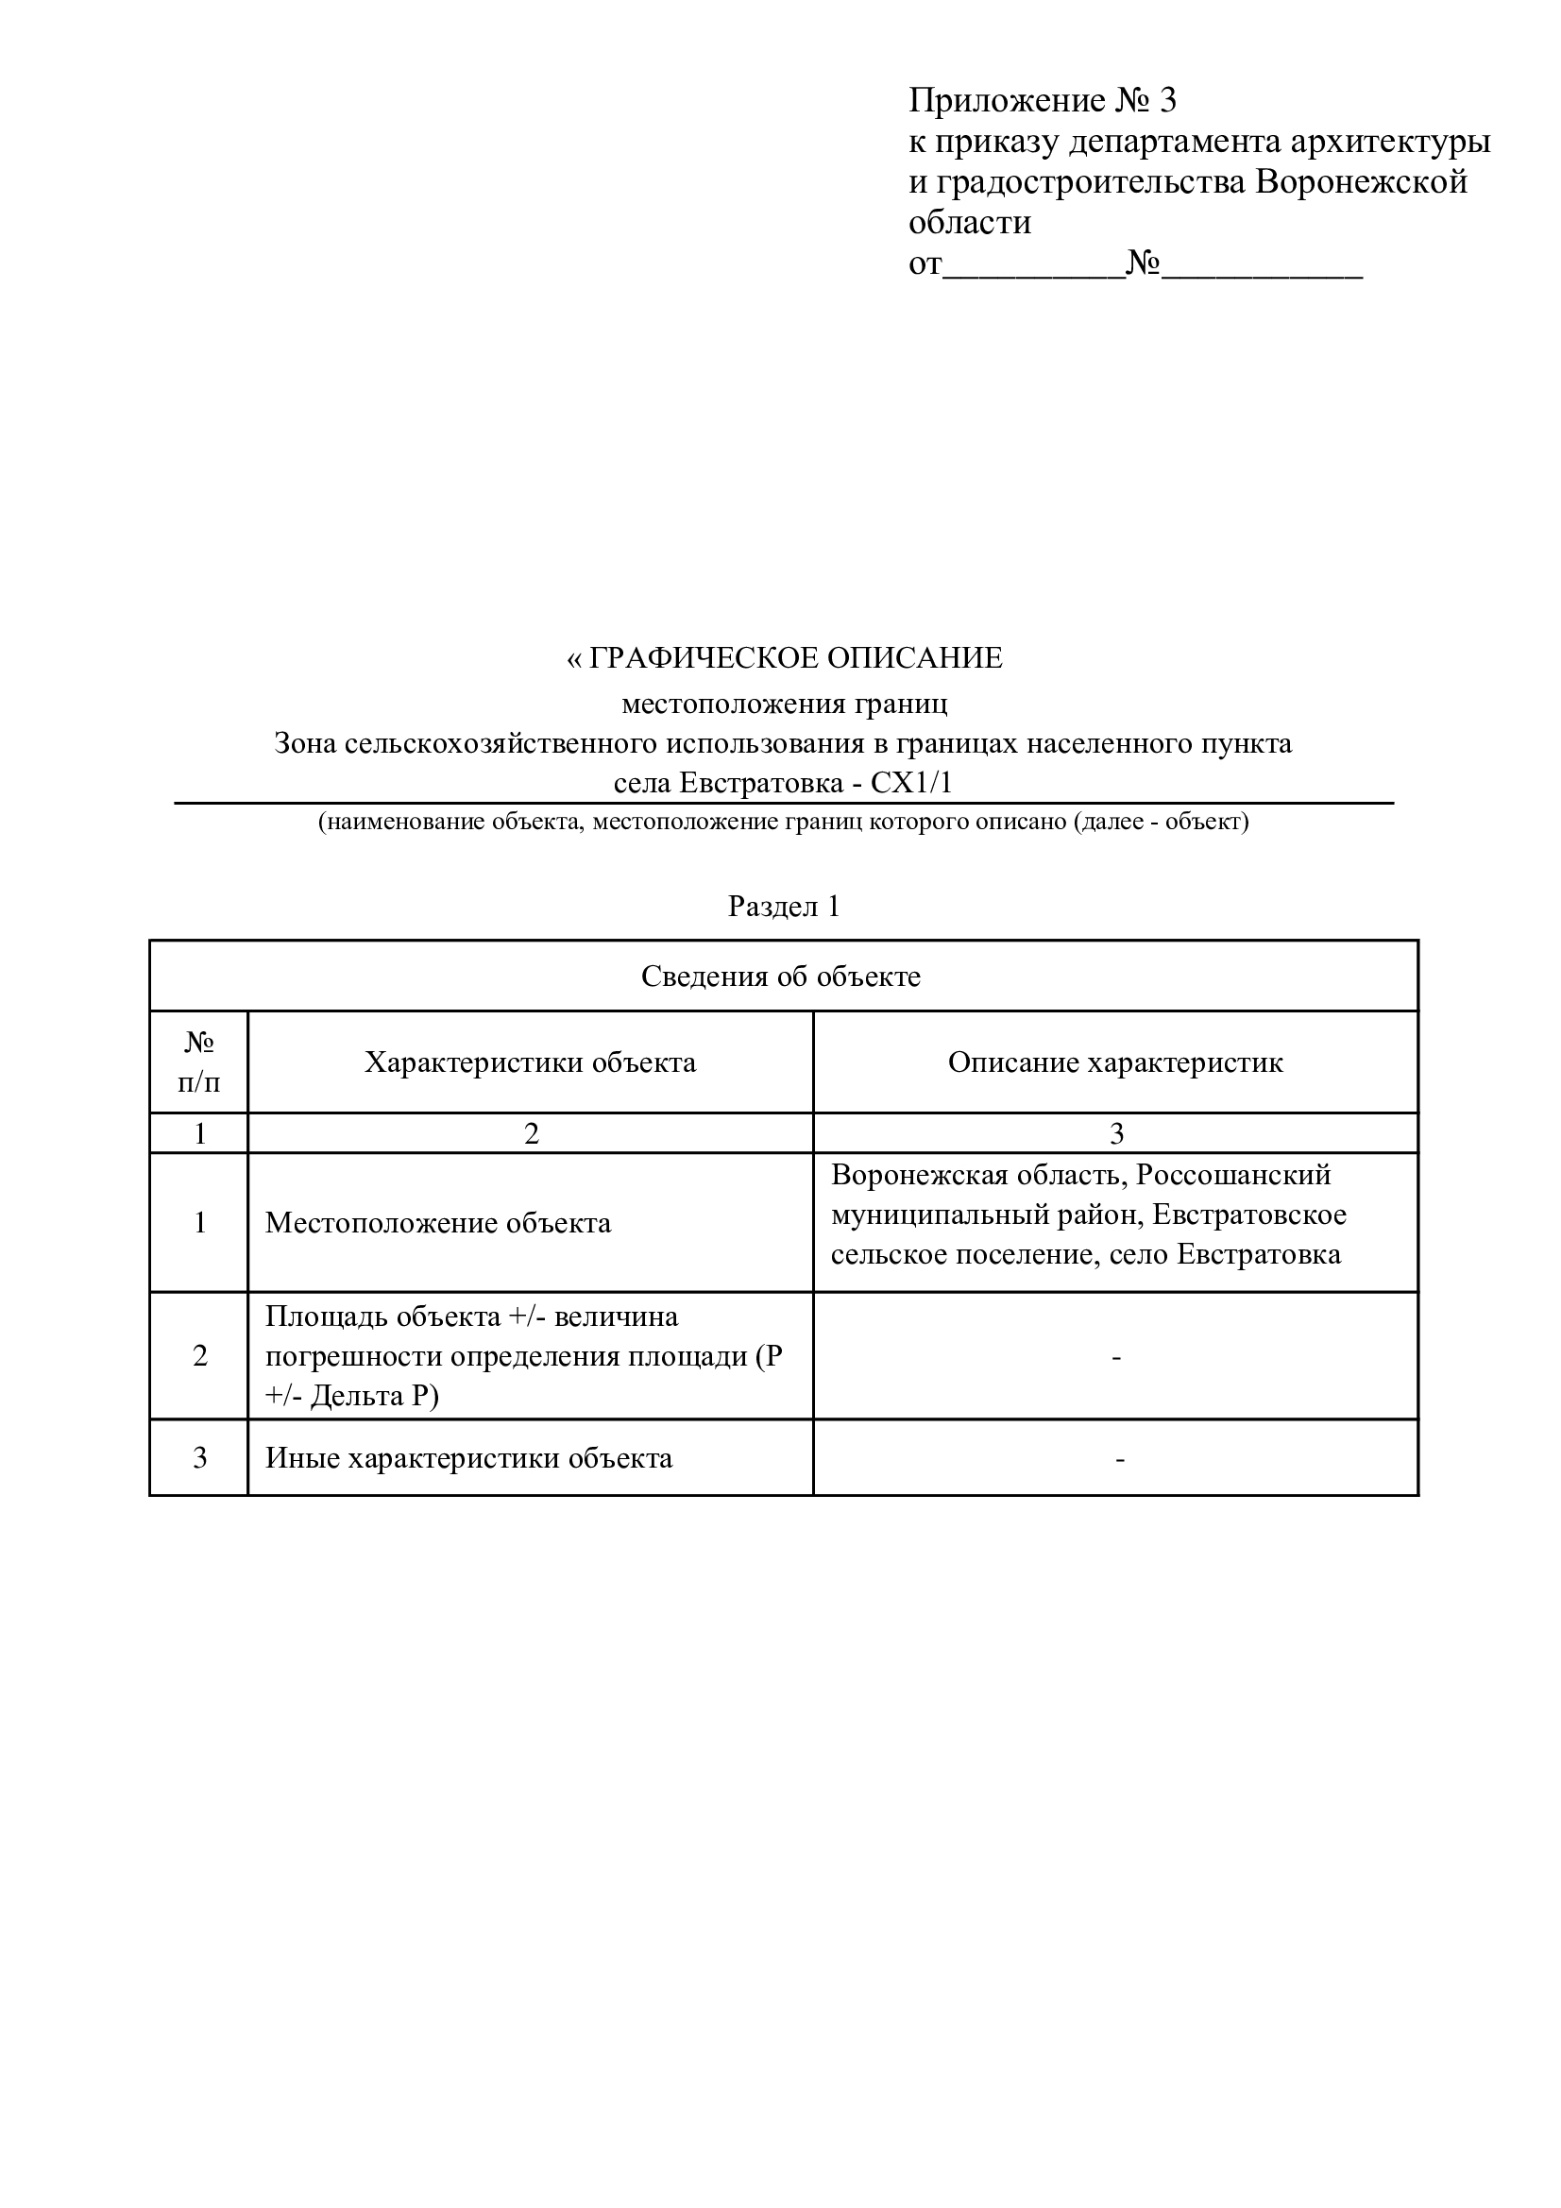 Приложение № 3
к приказу департамента архитектуры
и градостроительства Воронежской
области
от__________№___________
« ГРАФИЧЕСКОЕ ОПИСАНИЕ
местоположения границ
Зона сельскохозяйственного использования в границах населенного пункта
села Евстратовка - СХ1/1
(наименование объекта, местоположение границ которого описано (далее - объект)
Раздел 1
Сведения об объекте
№
п/п
Характеристики объекта
Описание характеристик
1
2
3
1
Местоположение объекта
Воронежская область, Россошанский
муниципальный район, Евстратовское
сельское поселение, село Евстратовка
2
Площадь объекта +/- величина
погрешности определения площади (Р
+/- Дельта Р)
-
3
Иные характеристики объекта
-